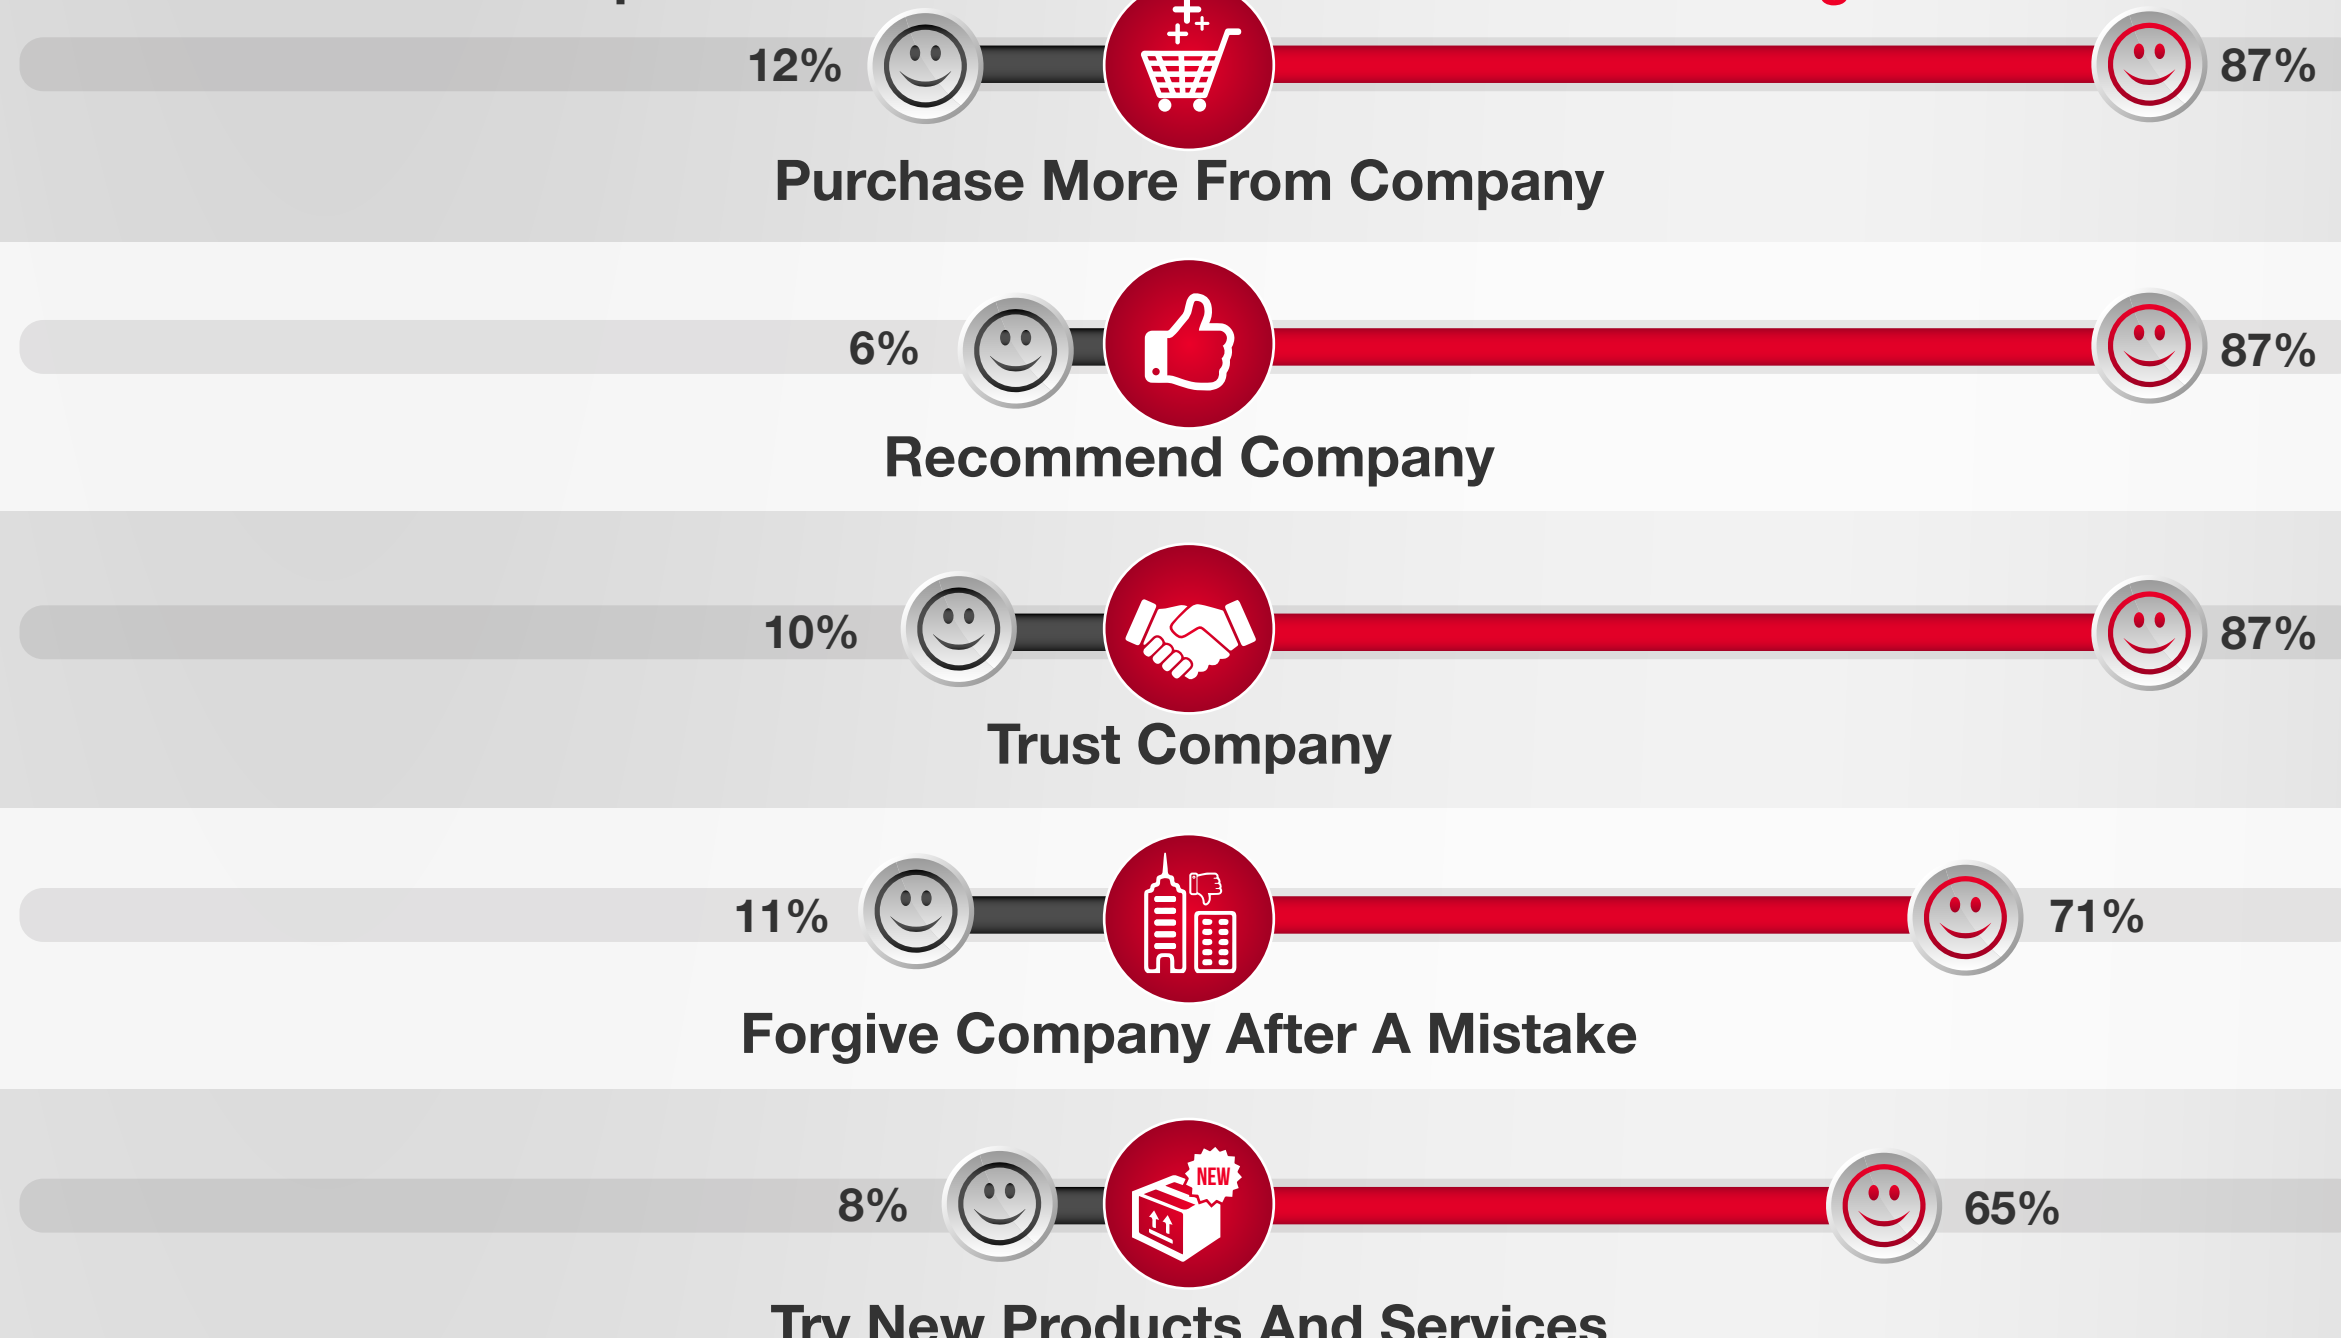 12% 87%
Purchase More From Company
6% 87%
Recommend Company
10% 87%
Trust Company
11% 71%
Forgive Company After A Mistake
NEW
8% 65%
Try New Products And Services